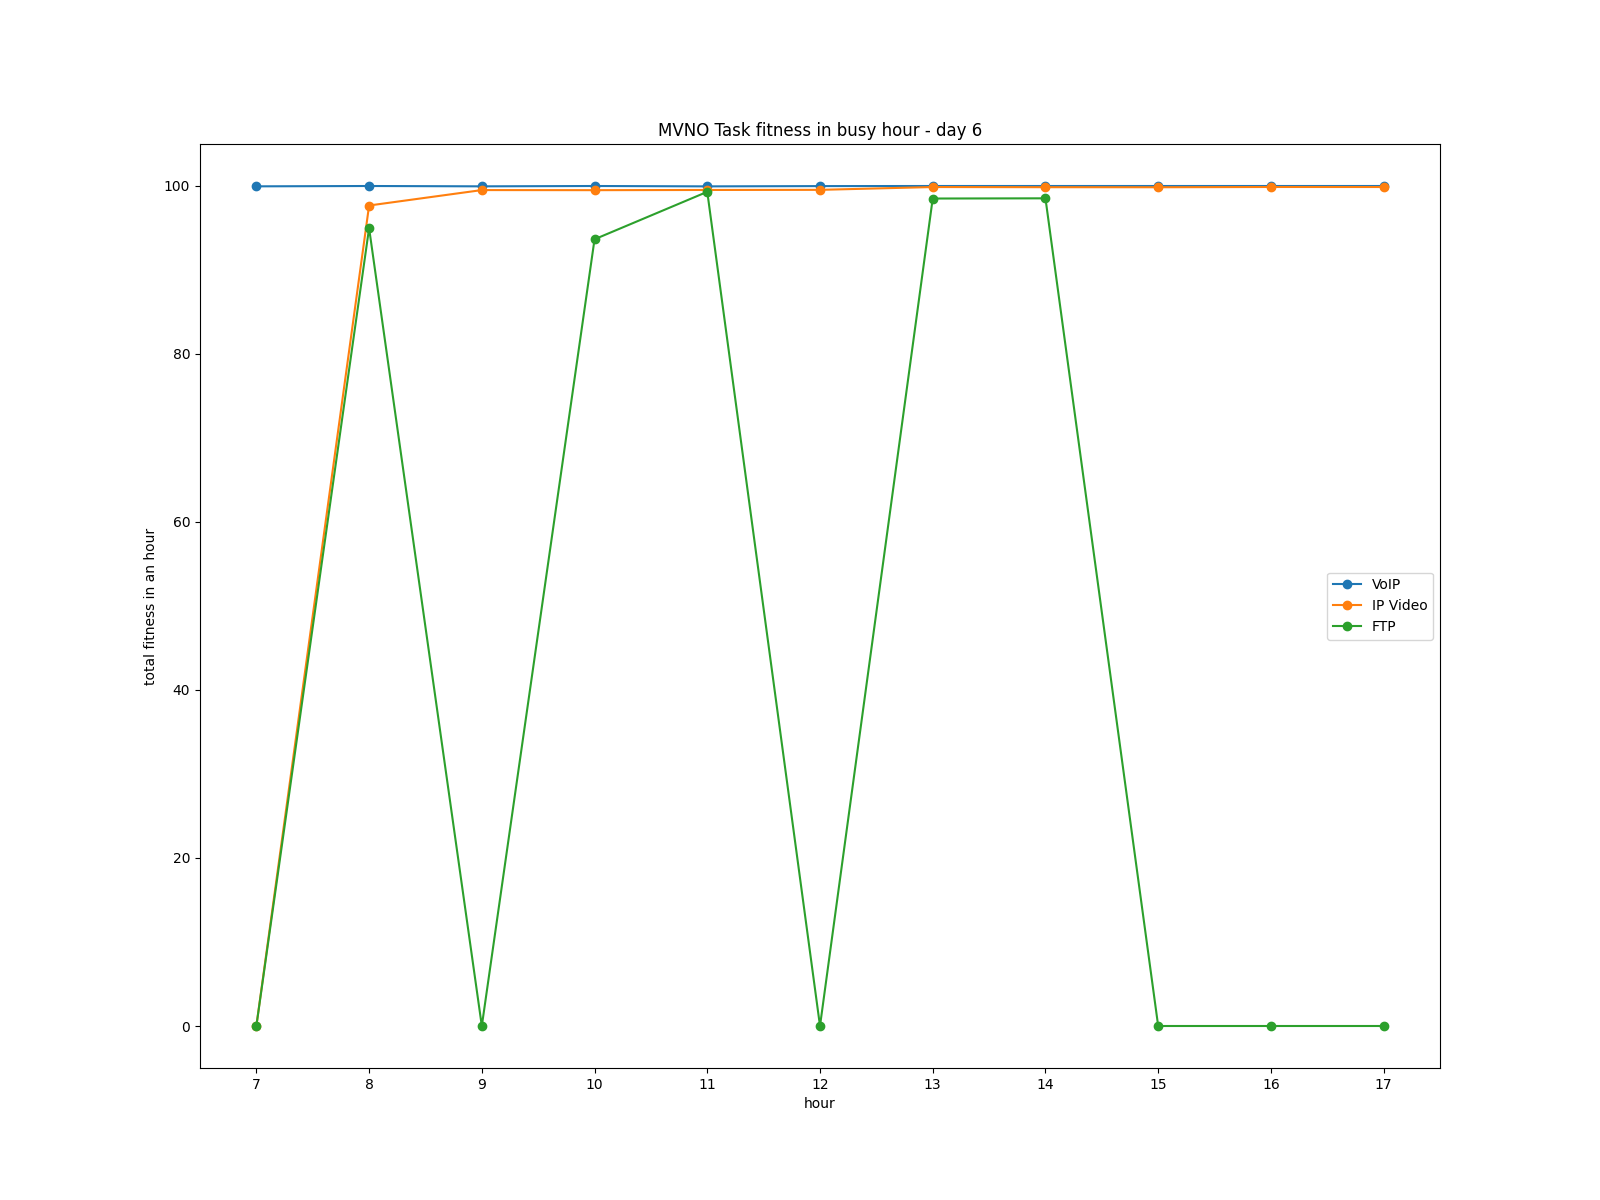 MVNO Task fitness in busy hour - day 6
100
80
60
40
20
0
total fitness in an hour
VoIP
IP Video
FTP
7 8 9 10 11 12 13 14 15 16 17
hour